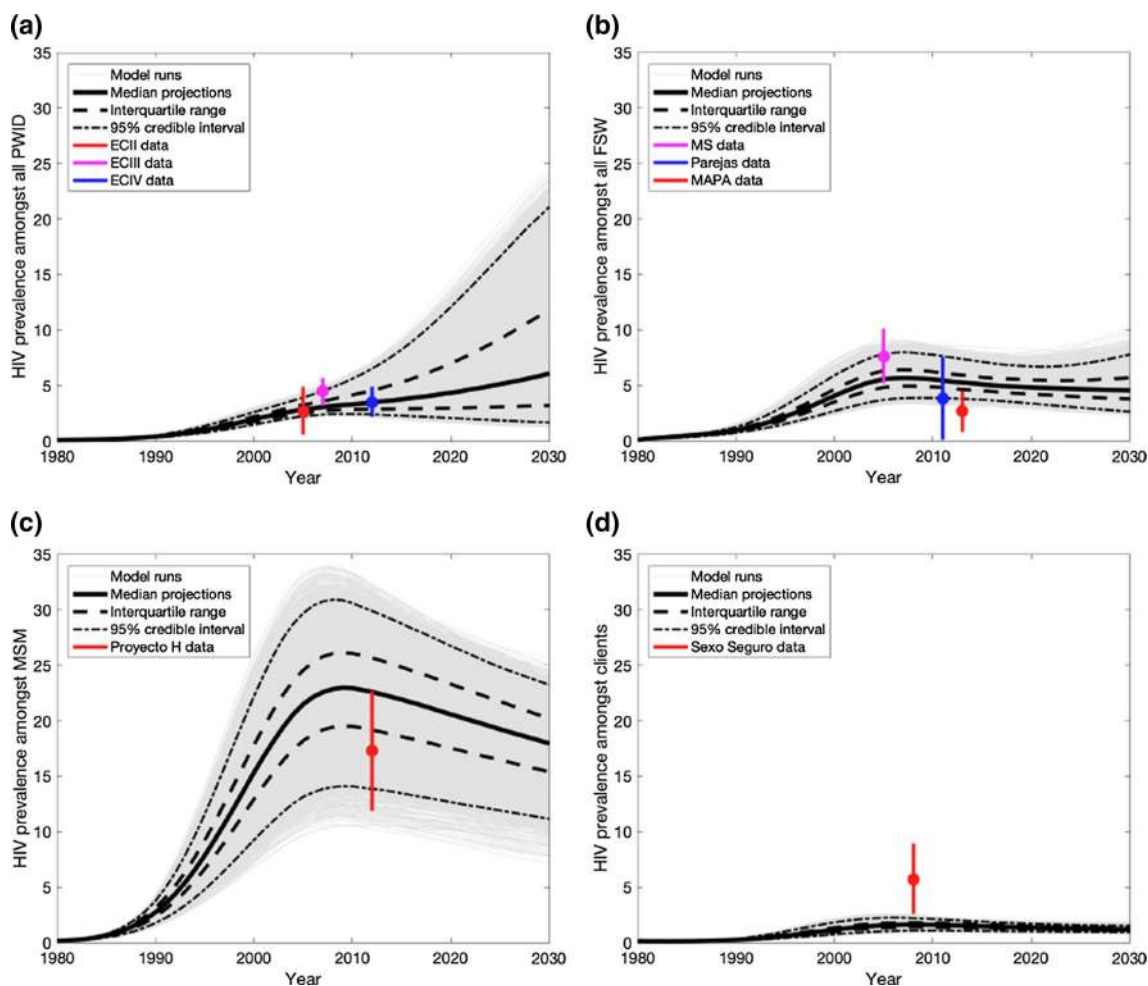 (a)
HIV prevalence amongst all PWID
35
30
25
20
15
10
5
0
Model runs
Median projections
Interquartile range
95% credible interval
ECII data
ECIII data
ECIV data
1980 1990 2000 2010 2020 2030
Year
(b)
HIV prevalence amongst all FSW
35
30
25
20
15
10
5
0
Model runs
Median projections
Interquartile range
95% credible interval
MS data
Parejas data
MAPA data
1980 1990 2000 2010 2020 2030
Year
(c)
HIV prevalence amongst MSM
35
30
25
20
15
10
5
0
Model runs
Median projections
Interquartile range
95% credible interval
Proyecto H data
1980 1990 2000 2010 2020 2030
Year
(d)
HIV prevalence amongst clients
35
30
25
20
15
10
5
0
Model runs
Median projections
Interquartile range
95% credible interval
Sexo Seguro data
1980 1990 2000 2010 2020 2030
Year